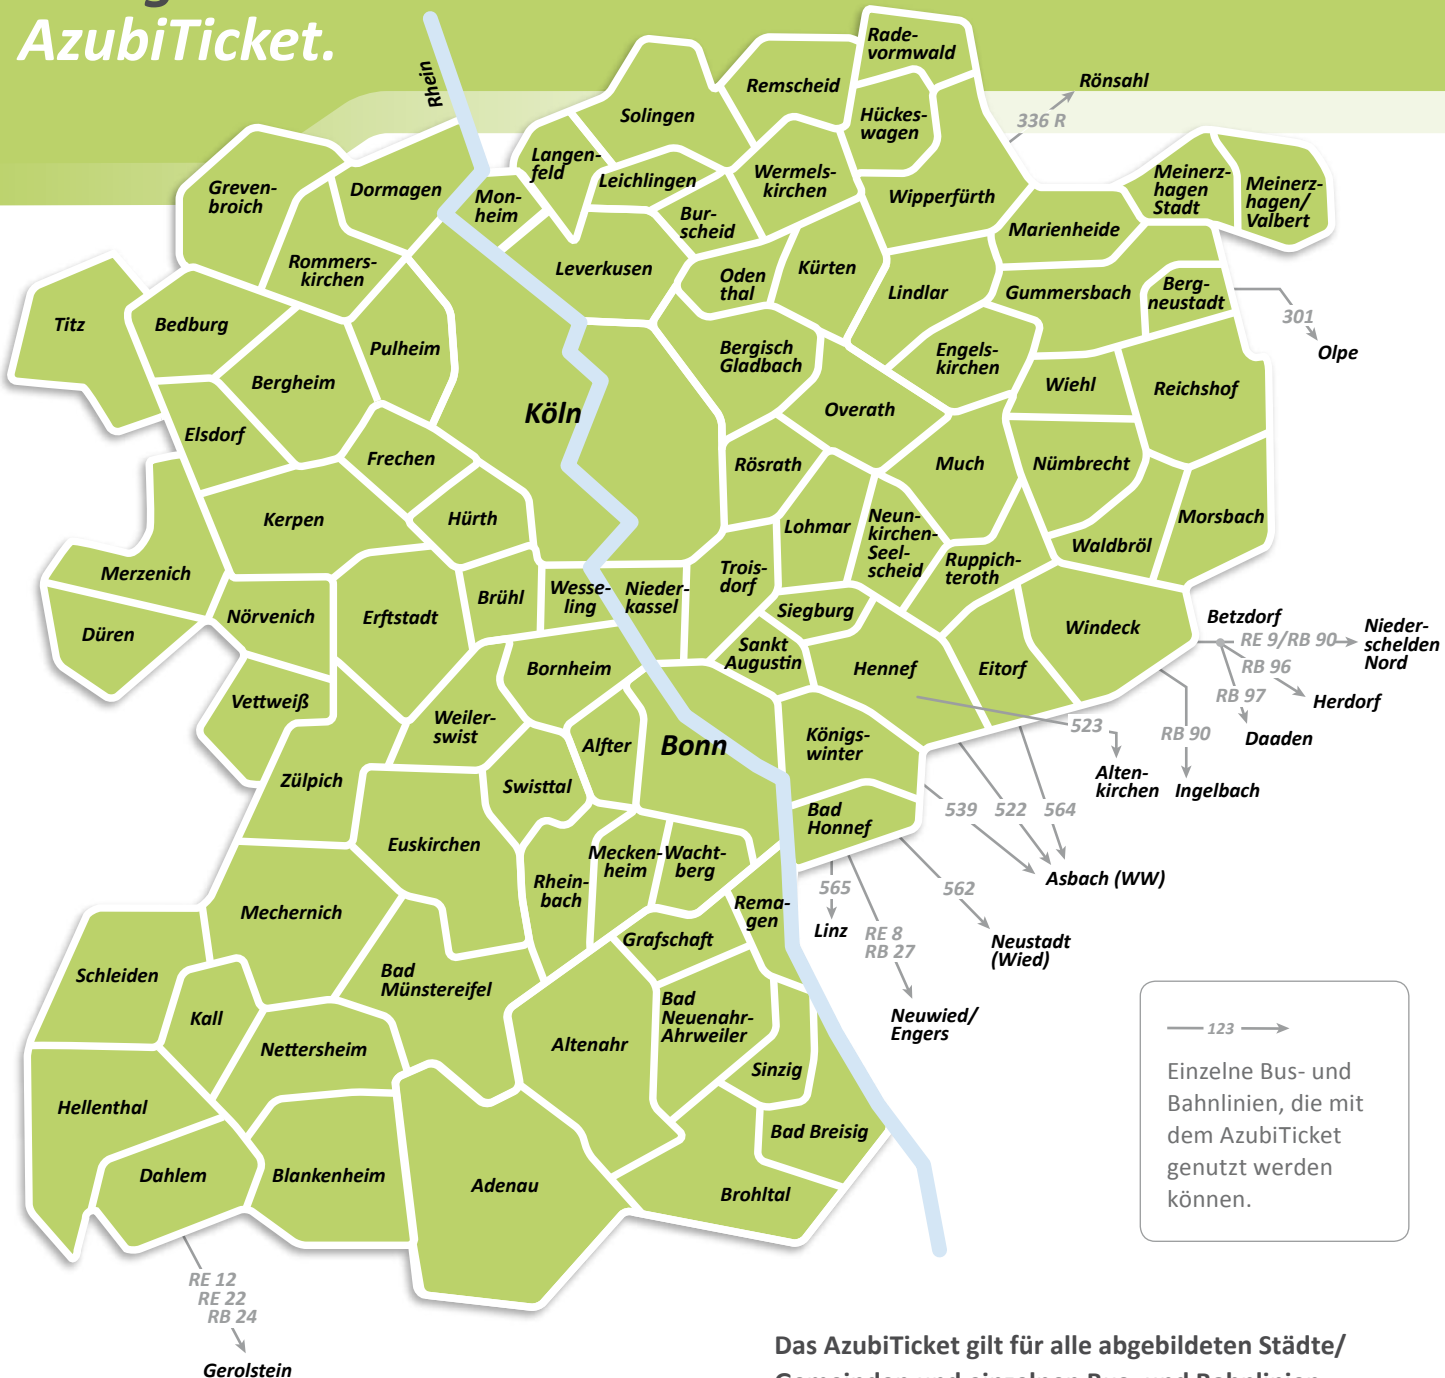 AzubiTicket.
Rhein
Rade-
vormwald
Remscheid
Rönsahl
336 R
Solingen
Hückes-
wagen
Langen-
feld
Leichlingen
Wermels-
kirchen
Wipperfürth
Meinerz-
hagen
Stadt
Meinerz-
hagen/
Valbert
Greven-
broich
Dormagen
Mon-
heim
Bur-
scheid
Marienheide
Rommers-
kirchen
Leverkusen
Oden
thal
Kürten
Lindlar
Gummersbach
Berg-
neustadt
301
Olpe
Titz
Bedburg
Pulheim
Bergisch
Gladbach
Engels-
kirchen
Bergheim
Wiehl
Reichshof
Köln
Overath
Elsdorf
Frechen
Rösrath
Much
Nümbrecht
Kerpen
Hürth
Lohmar
Neun-
kirchen-
Seel-
scheid
Morsbach
Waldbröl
Ruppich-
teroth
Merzenich
Trois-
dorf
Düren
Nörvenich
Erftstadt
Brühl
Wesse-
ling
Nieder-
kassel
Siegburg
Windeck
Betzdorf
RE 9/RB 90
Nieder-
schelden
Nord
RB 96
Herdorf
RB 97
Daaden
RB 90
Ingelbach
Sankt
Augustin
Hennef
Eitorf
Bornheim
Vettweiß
Weiler-
swist
Alfter
Bonn
Königs-
winter
523
Alten-
kirchen
Zülpich
Swisttal
Bad
Honnef
539
522
564
Asbach (WW)
Euskirchen
Mecken-
heim
Wacht-
berg
Rhein-
bach
Rema-
gen
565
Linz
562
Neustadt
(Wied)
RE 8
RB 27
Neuwied/
Engers
Mechernich
Grafschaft
Schleiden
Bad
Münstereifel
Kall
Bad
Neuenahr-
Ahrweiler
Nettersheim
Altenahr
Sinzig
Hellenthal
Bad Breisig
Dahlem
Blankenheim
Adenau
Brohltal
RE 12
RE 22
RB 24
Gerolstein
123
Einzelne Bus- und
Bahnlinien, die mit
dem AzubiTicket
genutzt werden
können.
Das AzubiTicket gilt für alle abgebildeten Städte/
Gemeinden und einzelnen Bus- und Bahnlinien